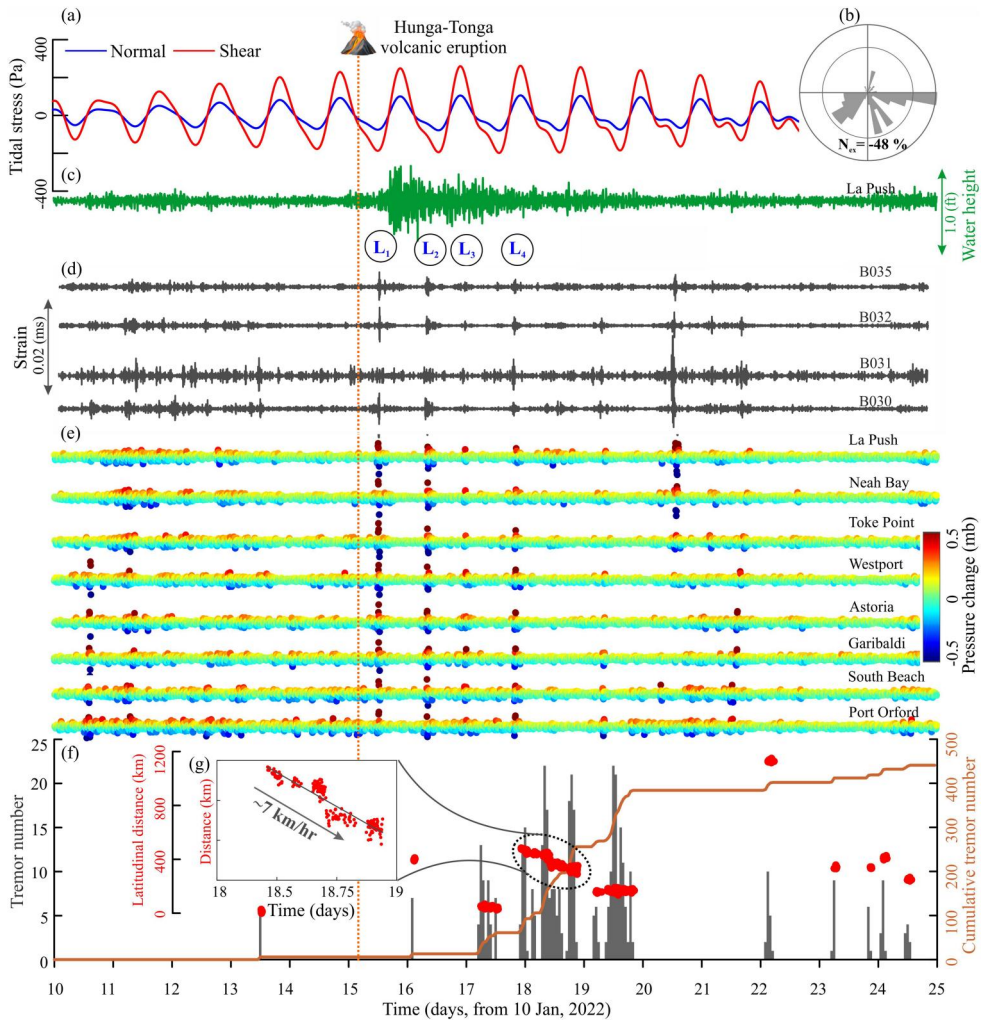 (a)
Hunga-Tonga
volcanic eruption
(b)
400
0
-400
Tidal stress (Pa)
Normal
Shear
N_ex = -48 %
(c)
La Push
1.0 (ft)
Water height
L1
L2
L3
L4
(d)
Strain
0.02 (ms)
B035
B032
B031
B030
(e)
La Push
Neah Bay
Toke Point
Westport
Astoria
Garibaldi
South Beach
Port Orford
0.5
0
-0.5
Pressure change (mb)
(f)
25
20
15
10
5
0
Tremor number
1200
800
400
0
Latitudinal distance (km)
(g)
Distance (km)
~7 km/hr
18 18.5 18.75 19
Time (days)
500
400
300
200
100
0
Cumulative tremor number
10 11 12 13 14 15 16 17 18 19 20 21 22 23 24 25
Time (days, from 10 Jan, 2022)